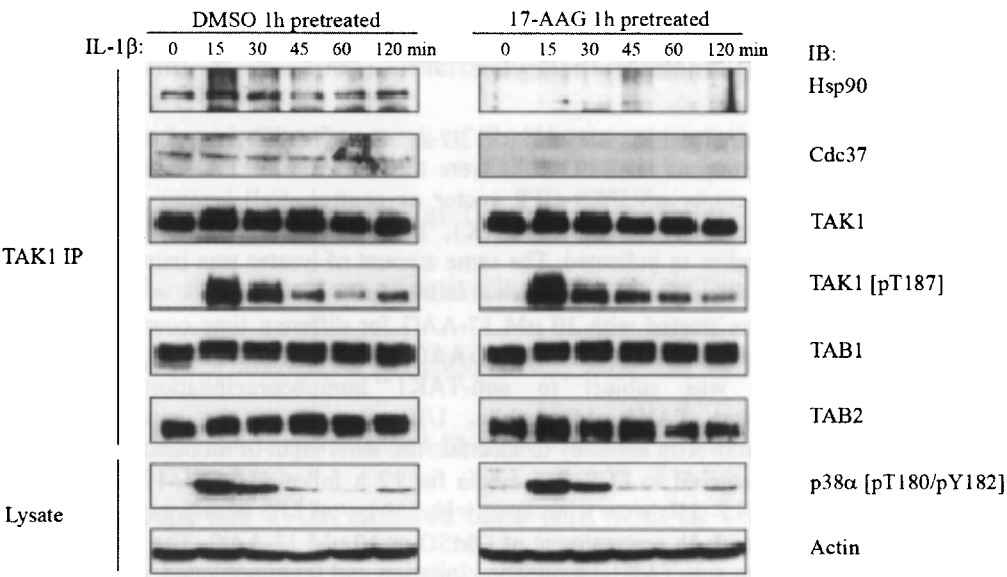 DMSO 1h pretreated 17-AAG 1h pretreated
IL-1β: 0 15 30 45 60 120 min 0 15 30 45 60 120 min IB:
Hsp90
Cdc37
TAK1
TAK1 IP
TAK1 [pT187]
TAB1
TAB2
p38α [pT180/pY182]
Lysate
Actin